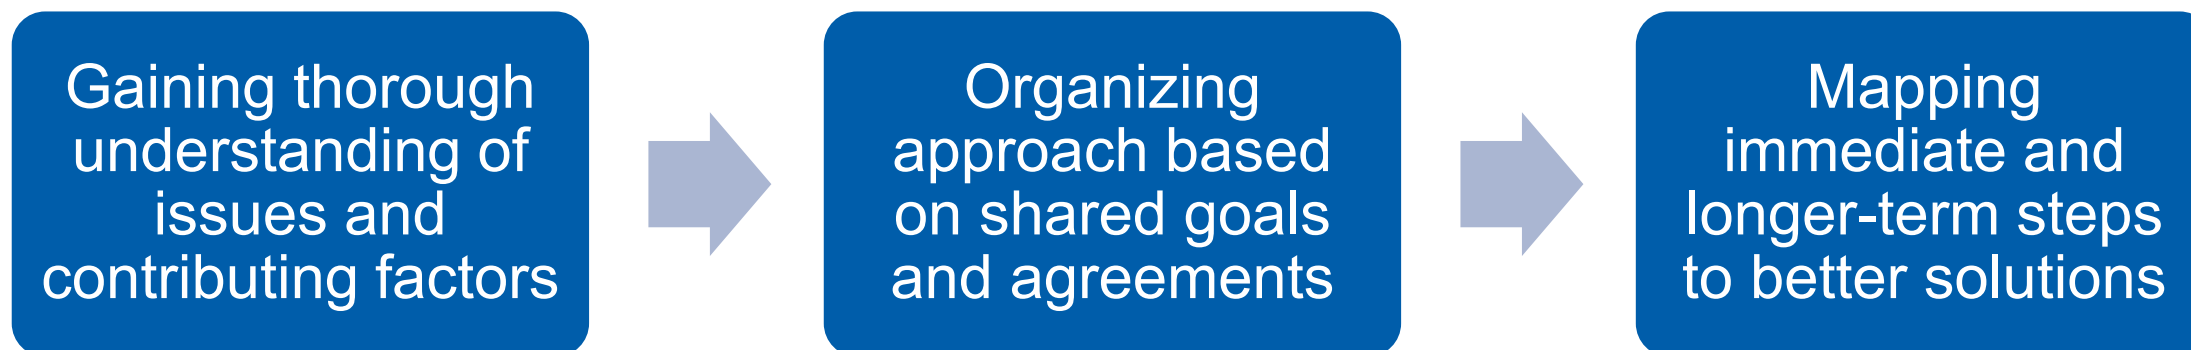 Gaining thorough
understanding of
issues and
contributing factors
Organizing
approach based
on shared goals
and agreements
Mapping
immediate and
longer-term steps
to better solutions